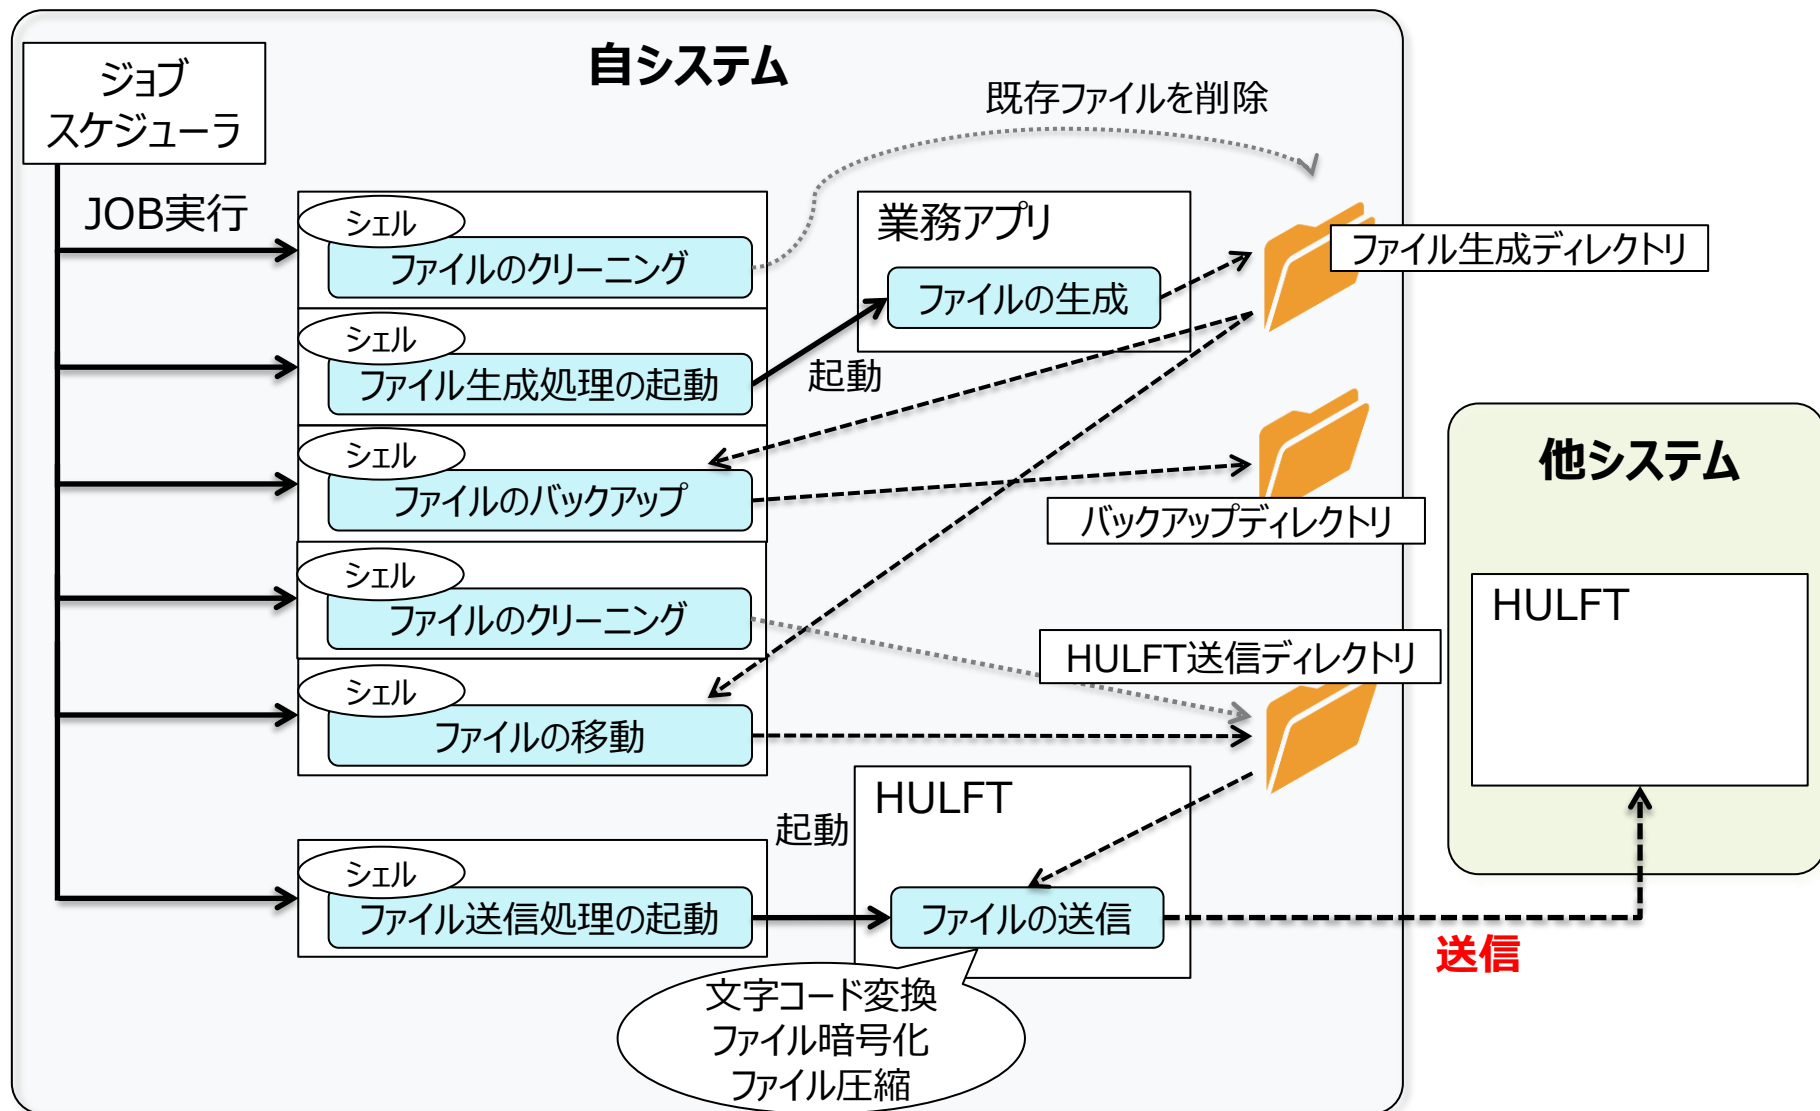 自システム
ジョブ
スケジューラ
既存ファイルを削除
JOB実行
シェル
ファイルのクリーニング
業務アプリ
ファイルの生成
ファイル生成ディレクトリ
シェル
ファイル生成処理の起動
起動
シェル
ファイルのバックアップ
バックアップディレクトリ
他システム
HULFT
シェル
ファイルのクリーニング
HULFT送信ディレクトリ
シェル
ファイルの移動
HULFT
起動
シェル
ファイル送信処理の起動
ファイルの送信
送信
文字コード変換
ファイル暗号化
ファイル圧縮